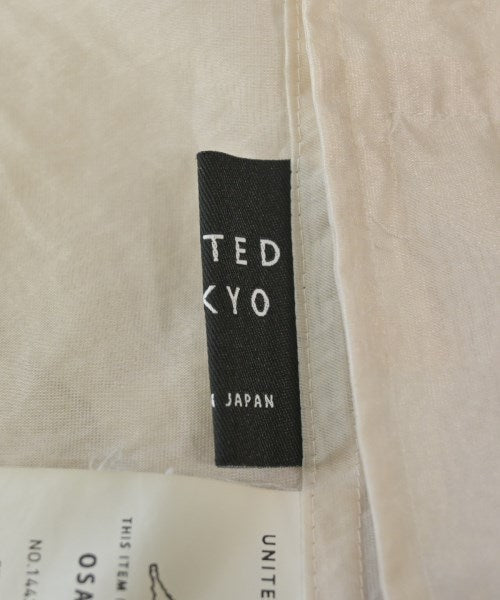 TED
KYO
JAPAN
UNITE
THIS ITEM
OSA
NO.144